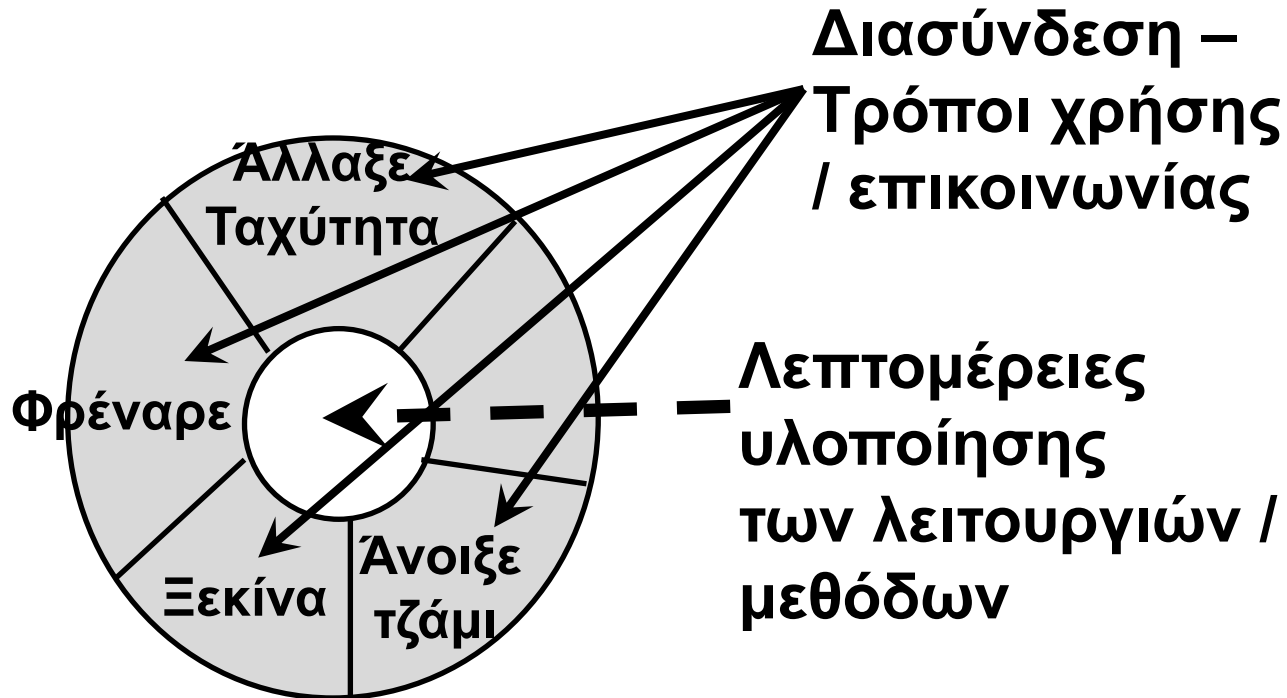 Διασύνδεση –
Τρόποι χρήσης
/ επικοινωνίας
Άλλαξε
Ταχύτητα
Φρέναρε
Ξεκίνα
Άνοιξε
τζάμι
Λεπτομέρειες
υλοποίησης
των λειτουργιών /
μεθόδων